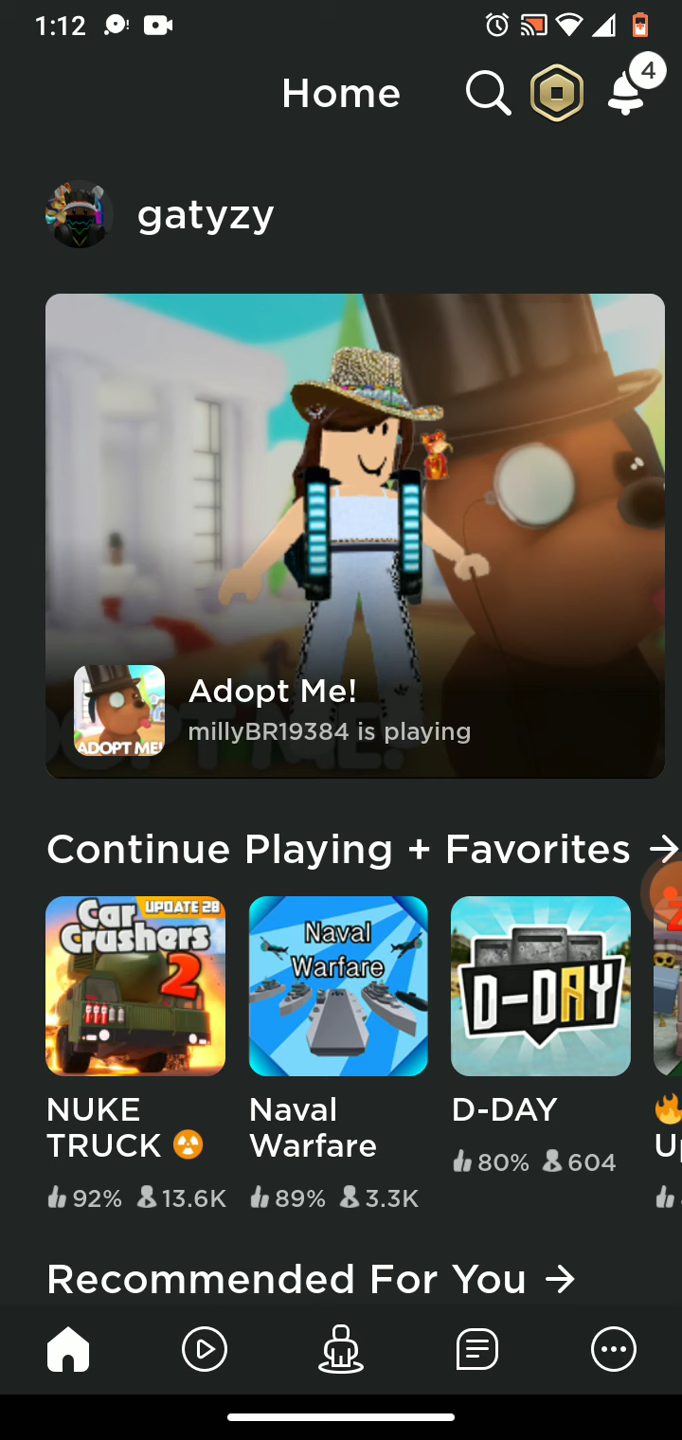 1:12
Home
4
gatyzy
ADOPT ME!
Adopt Me!
millyBR19384 is playing
Continue Playing + Favorites
Car UPDATE 28
Crushers
2
Naval
Warfare
D-DAY
NUKE
TRUCK
92% 13.6K
Naval
Warfare
89% 3.3K
D-DAY
80% 604
Recommended For You